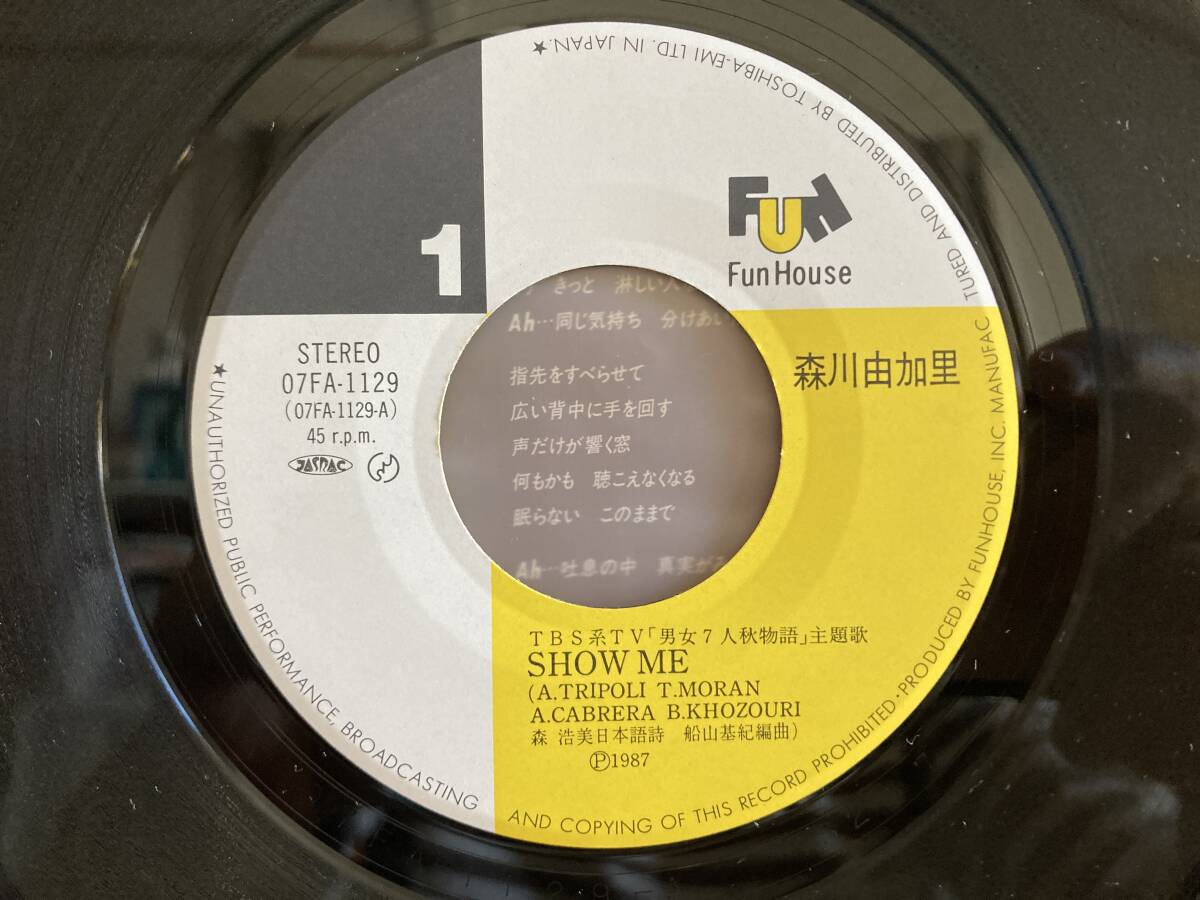 1
FUN
Fun House
STEREO
07FA-1129
(07FA-1129-A)
45 r.p.m.
JASRAC
森川由加里
きっと 淋しい人
Ah…同じ気持ち 分けあい
指先をすべらせて
広い背中に手を回す
声だけが響く窓
何もかも 聴こえなくなる
眠らない このままで
Ah…吐息の中 真実が
TBS系TV「男女7人秋物語」主題歌
SHOW ME
(A.TRIPOLI T.MORAN
A.CABRERA B.KHOZOURI
森 浩美日本語詩 船山基紀編曲)
Ⓟ1987
★UNAUTHORIZED PUBLIC PERFORMANCE, BROADCASTING AND COPYING OF THIS RECORD PROHIBITED・PRODUCED BY FUNHOUSE, INC. MANUFACTURED AND DISTRIBUTED BY TOSHIBA-EMI LTD. IN JAPAN.★